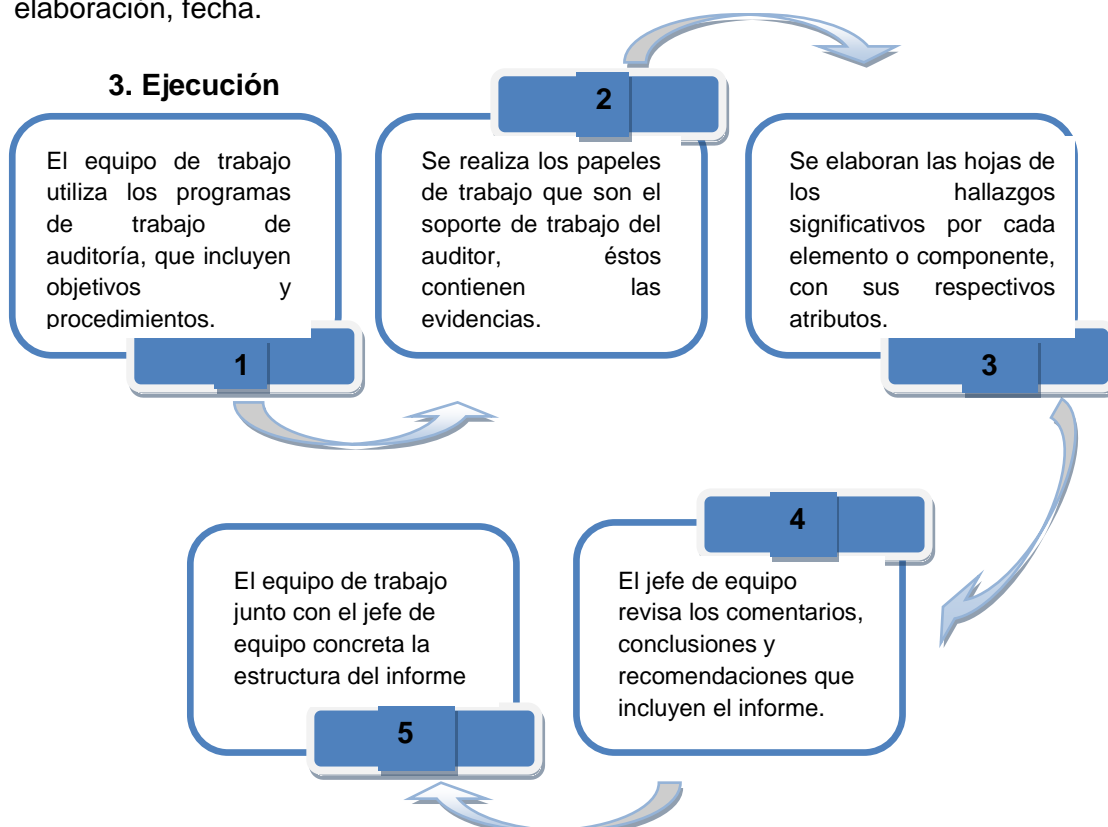 elaboración, fecha.
3. Ejecución
El equipo de trabajo
utiliza los programas
de trabajo de
auditoría, que incluyen
objetivos y
procedimientos.
1
2
Se realiza los papeles
de trabajo que son el
soporte de trabajo del
auditor, éstos
contienen las
evidencias.
Se elaboran las hojas de
los hallazgos
significativos por cada
elemento o componente,
con sus respectivos
atributos.
3
4
El jefe de equipo
revisa los comentarios,
conclusiones y
recomendaciones que
incluyen el informe.
El equipo de trabajo
junto con el jefe de
equipo concreta la
estructura del informe
5